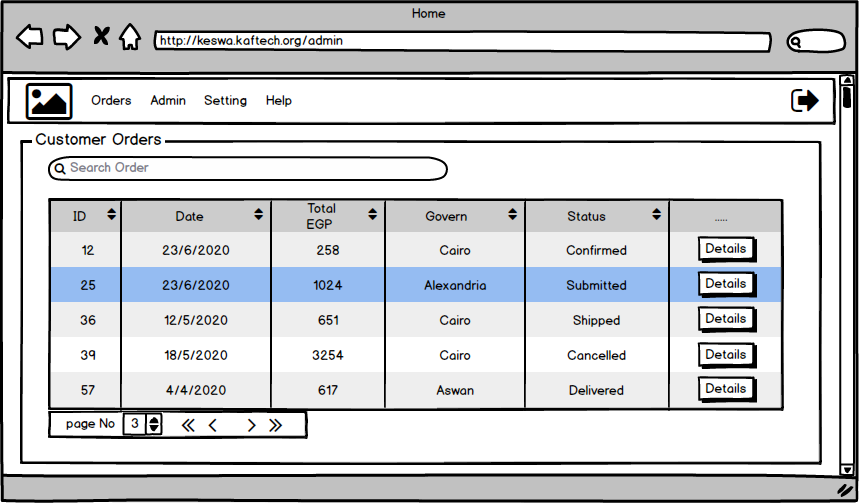 Home
http://keswa.kaftech.org/admin
Orders Admin Setting Help
Customer Orders
Search Order
ID Date Total EGP Govern Status .....
12 23/6/2020 258 Cairo Confirmed Details
25 23/6/2020 1024 Alexandria Submitted Details
36 12/5/2020 651 Cairo Shipped Details
39 18/5/2020 3254 Cairo Cancelled Details
57 4/4/2020 617 Aswan Delivered Details
page No 3